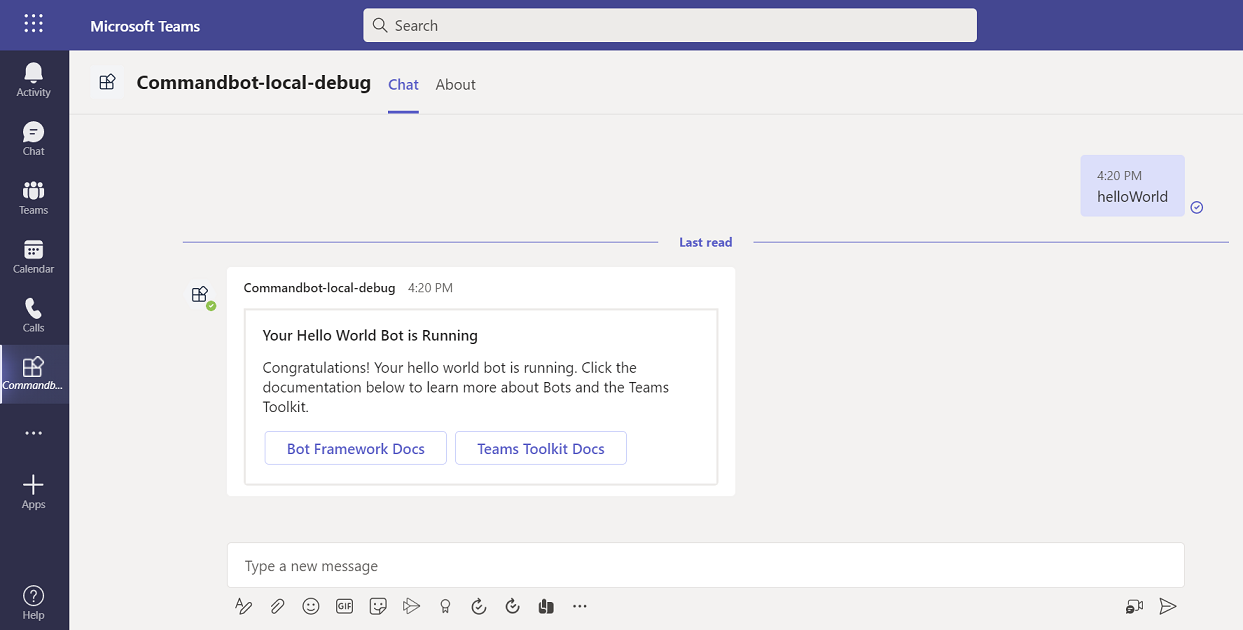 Microsoft Teams
Search
Activity
Chat
Teams
Calendar
Calls
Commandb...
Apps
Help
Commandbot-local-debug
Chat
About
4:20 PM
helloWorld
Last read
Commandbot-local-debug 4:20 PM
Your Hello World Bot is Running
Congratulations! Your hello world bot is running. Click the
documentation below to learn more about Bots and the Teams
Toolkit.
Bot Framework Docs
Teams Toolkit Docs
Type a new message
GIF